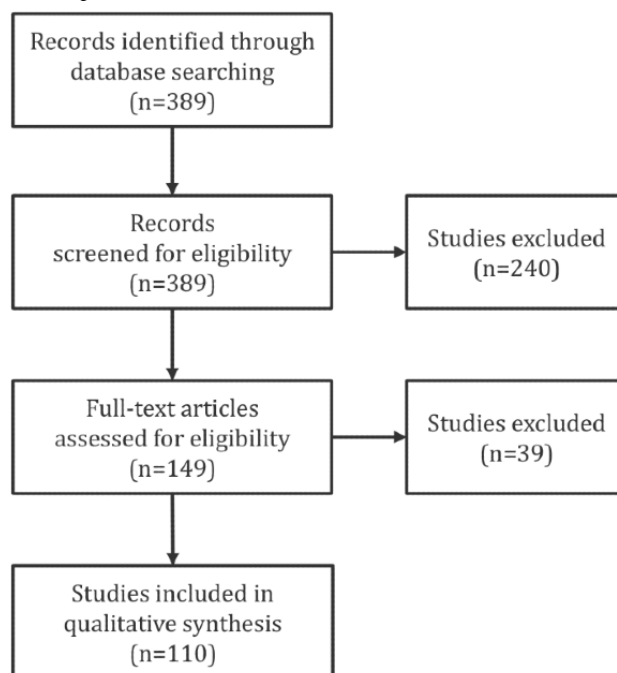 Records identified through
database searching
(n=389)
Records
screened for eligibility
(n=389)
Studies excluded
(n=240)
Full-text articles
assessed for eligibility
(n=149)
Studies excluded
(n=39)
Studies included in
qualitative synthesis
(n=110)